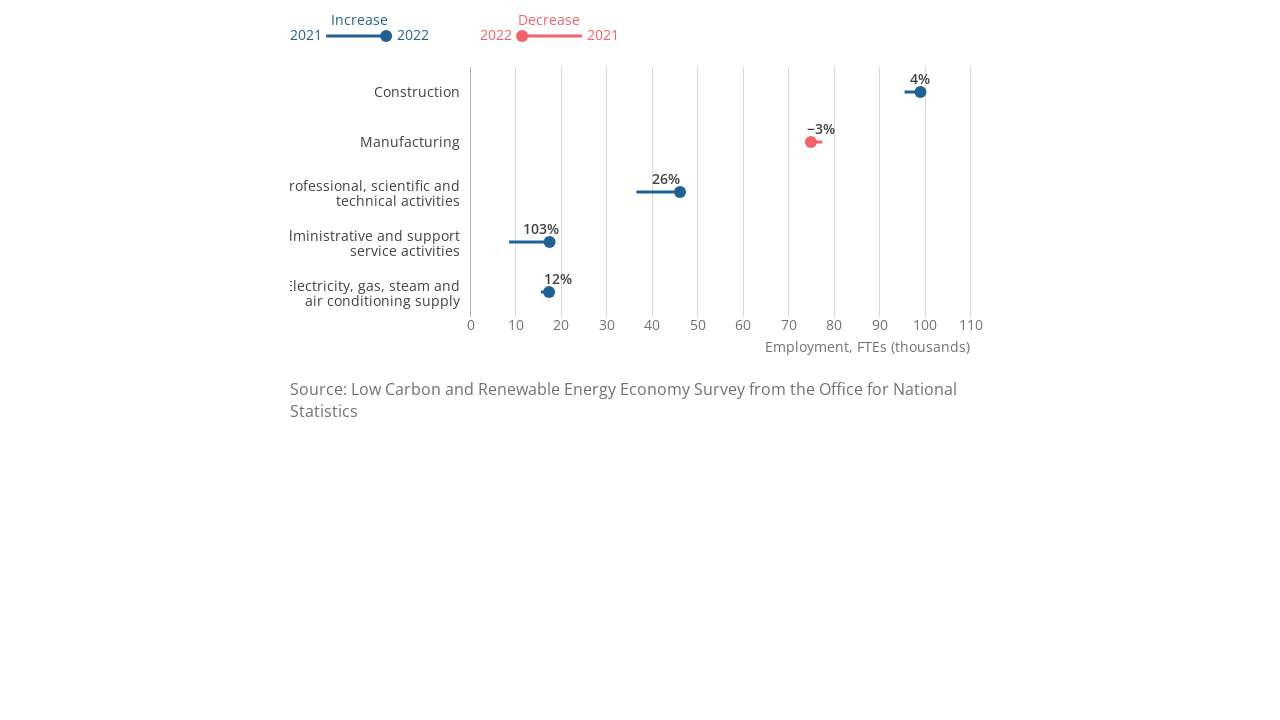 Increase
2021 2022
Decrease
2022 2021
Construction
4%
Manufacturing
−3%
rofessional, scientific and
technical activities
26%
lministrative and support
service activities
103%
lectricity, gas, steam and
air conditioning supply
12%
0 10 20 30 40 50 60 70 80 90 100 110
Employment, FTEs (thousands)
Source: Low Carbon and Renewable Energy Economy Survey from the Office for National
Statistics